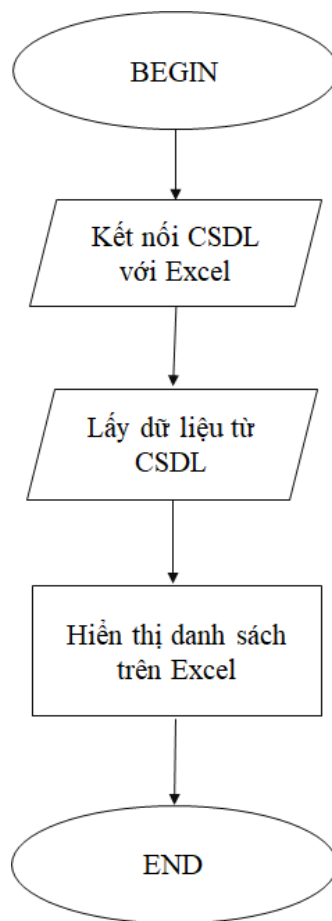 BEGIN
Kết nối CSDL
với Excel
Lấy dữ liệu từ
CSDL
Hiển thị danh sách
trên Excel
END